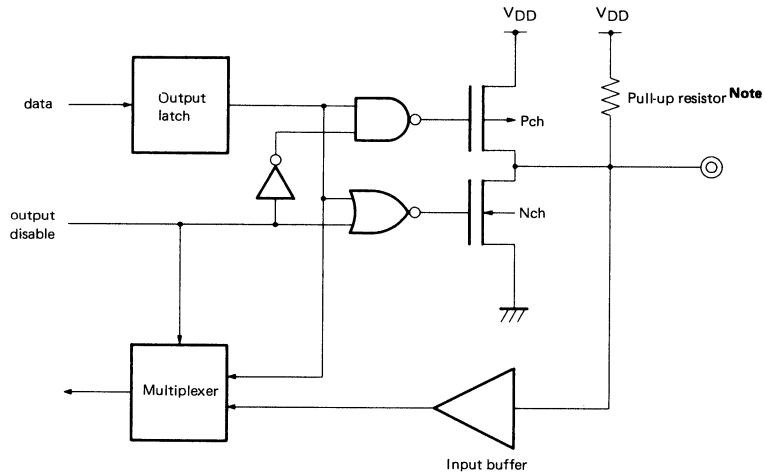 VDD
VDD
data
Output
latch
Pull-up resistor Note
Pch
output
disable
Nch
Multiplexer
Input buffer